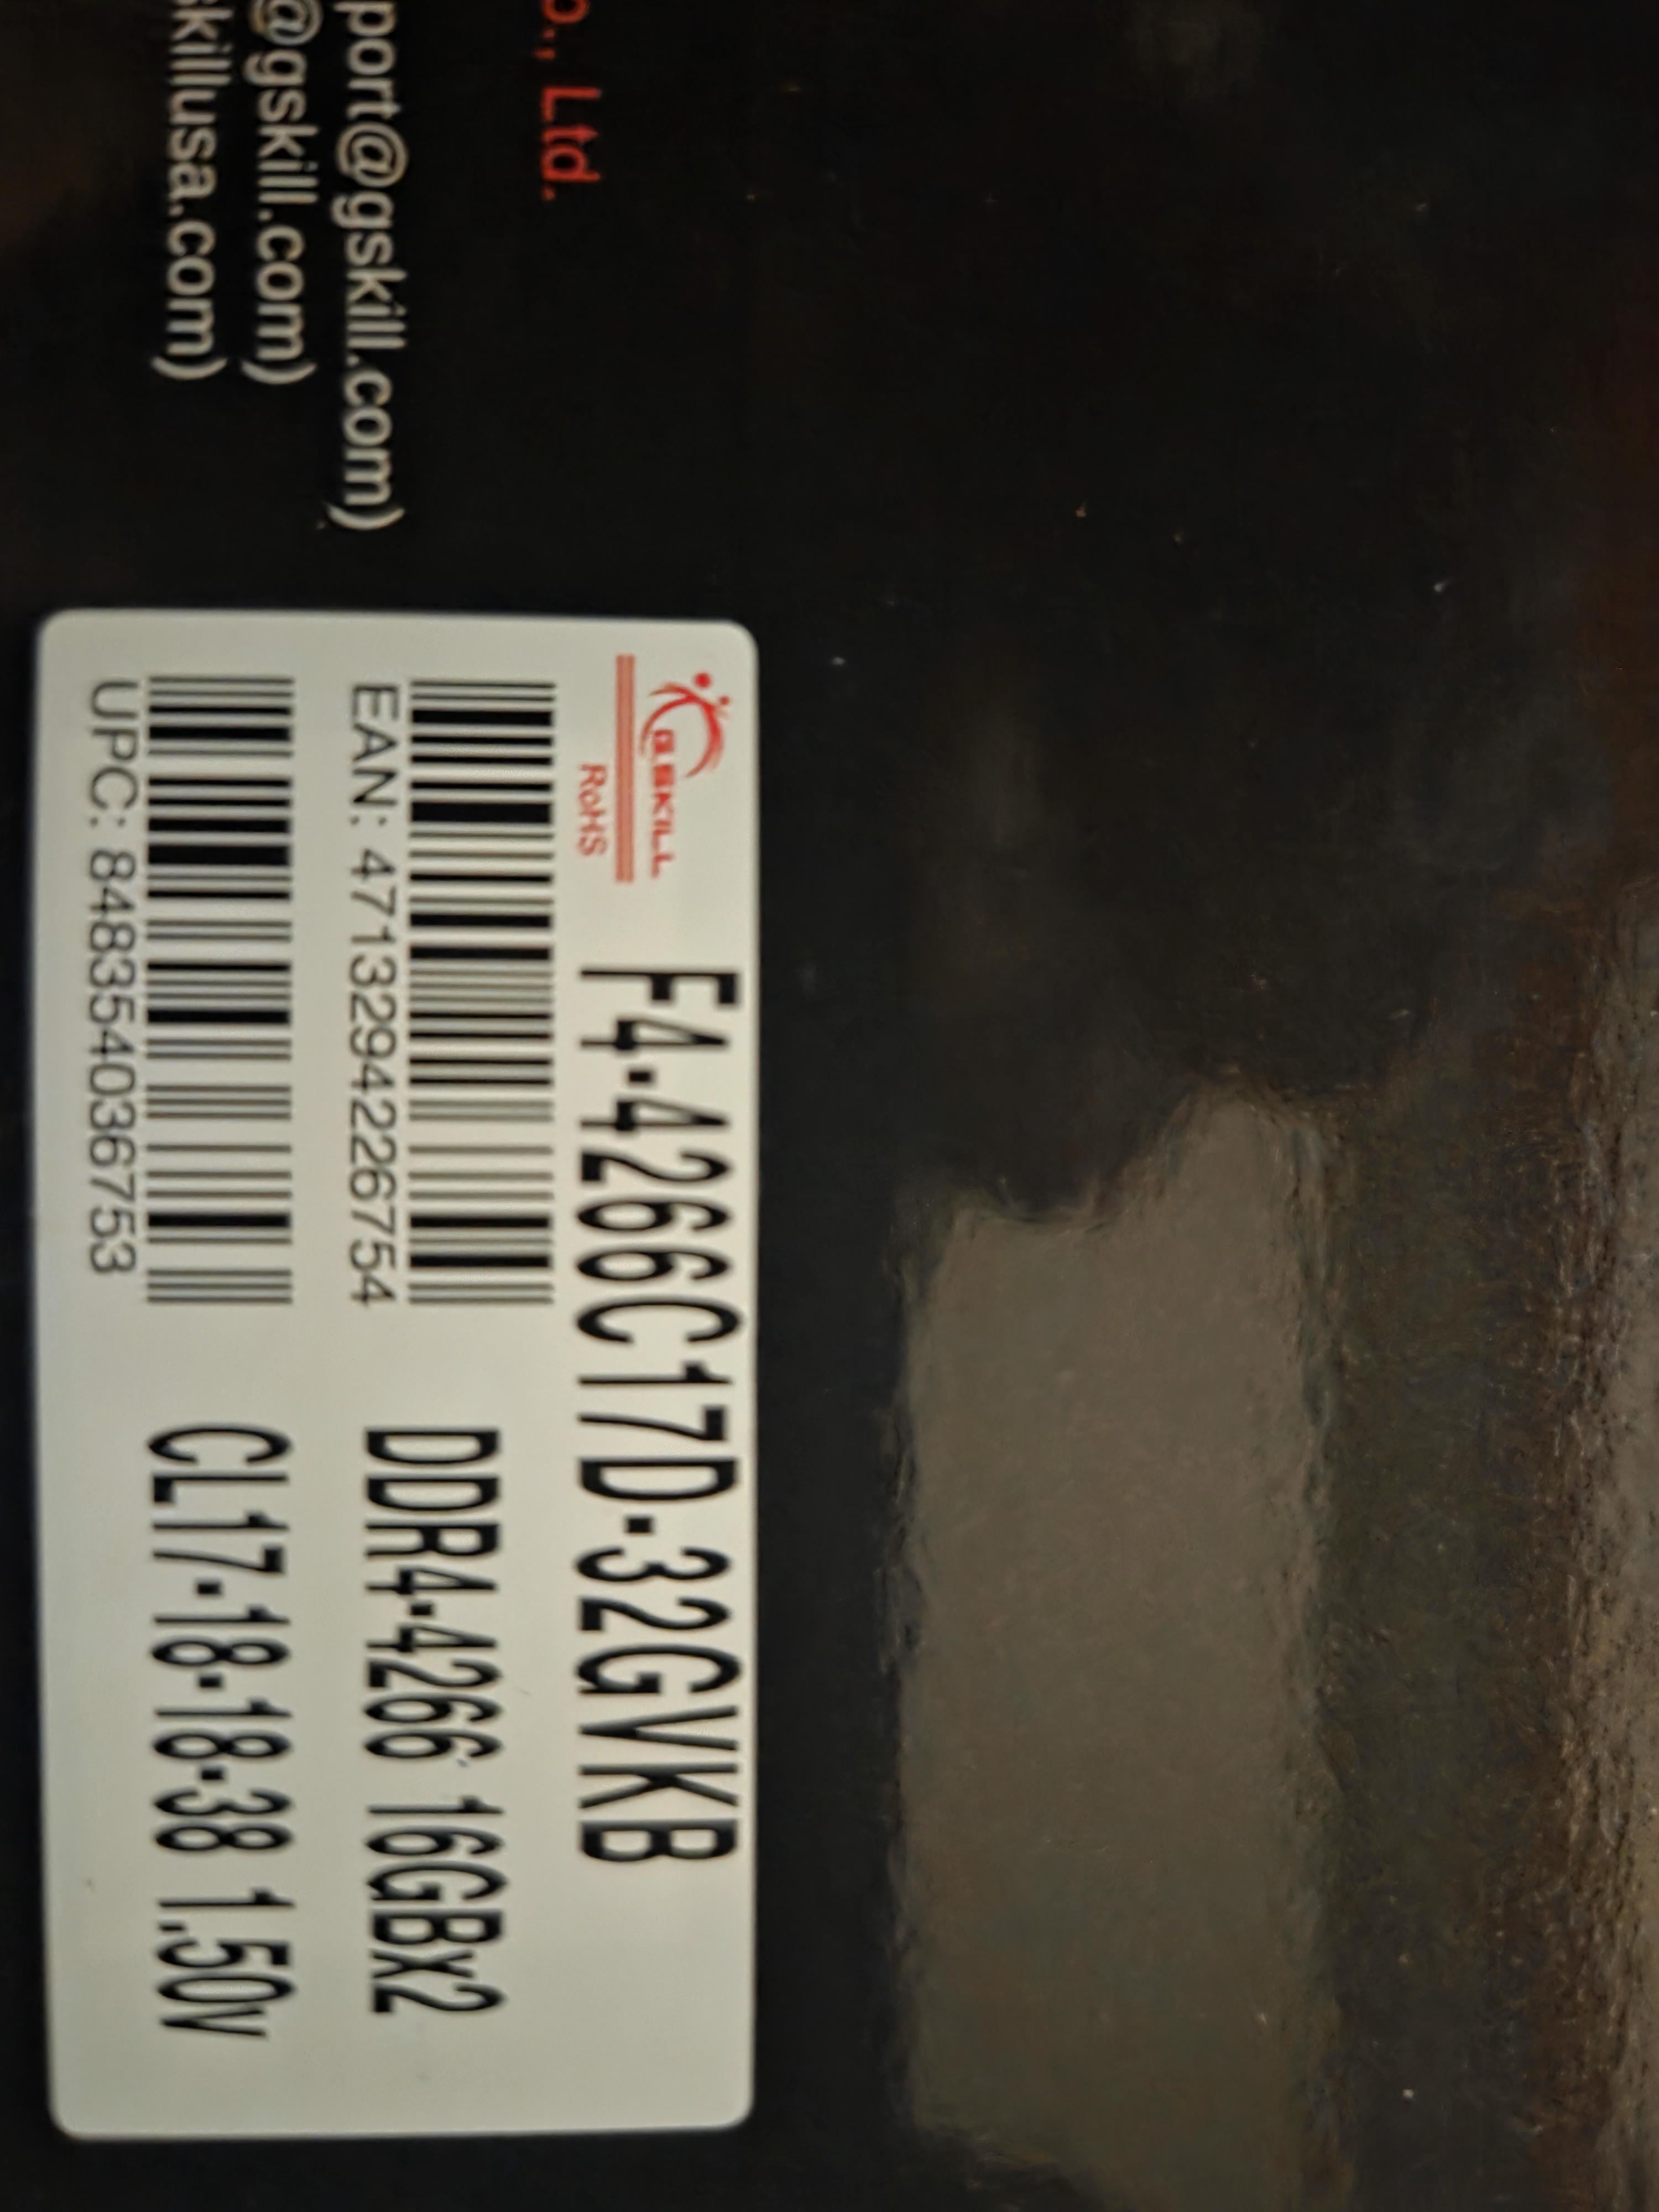 Ltd.
port@gskill.com)
@gskill.com)
skillusa.com)
G.SKILL
F4-4266C17D-32GVKB
RoHS
EAN: 4713294226754
DDR4-4266 16GBx2
UPC: 848354036753
CL17-18-18-38 1.50v